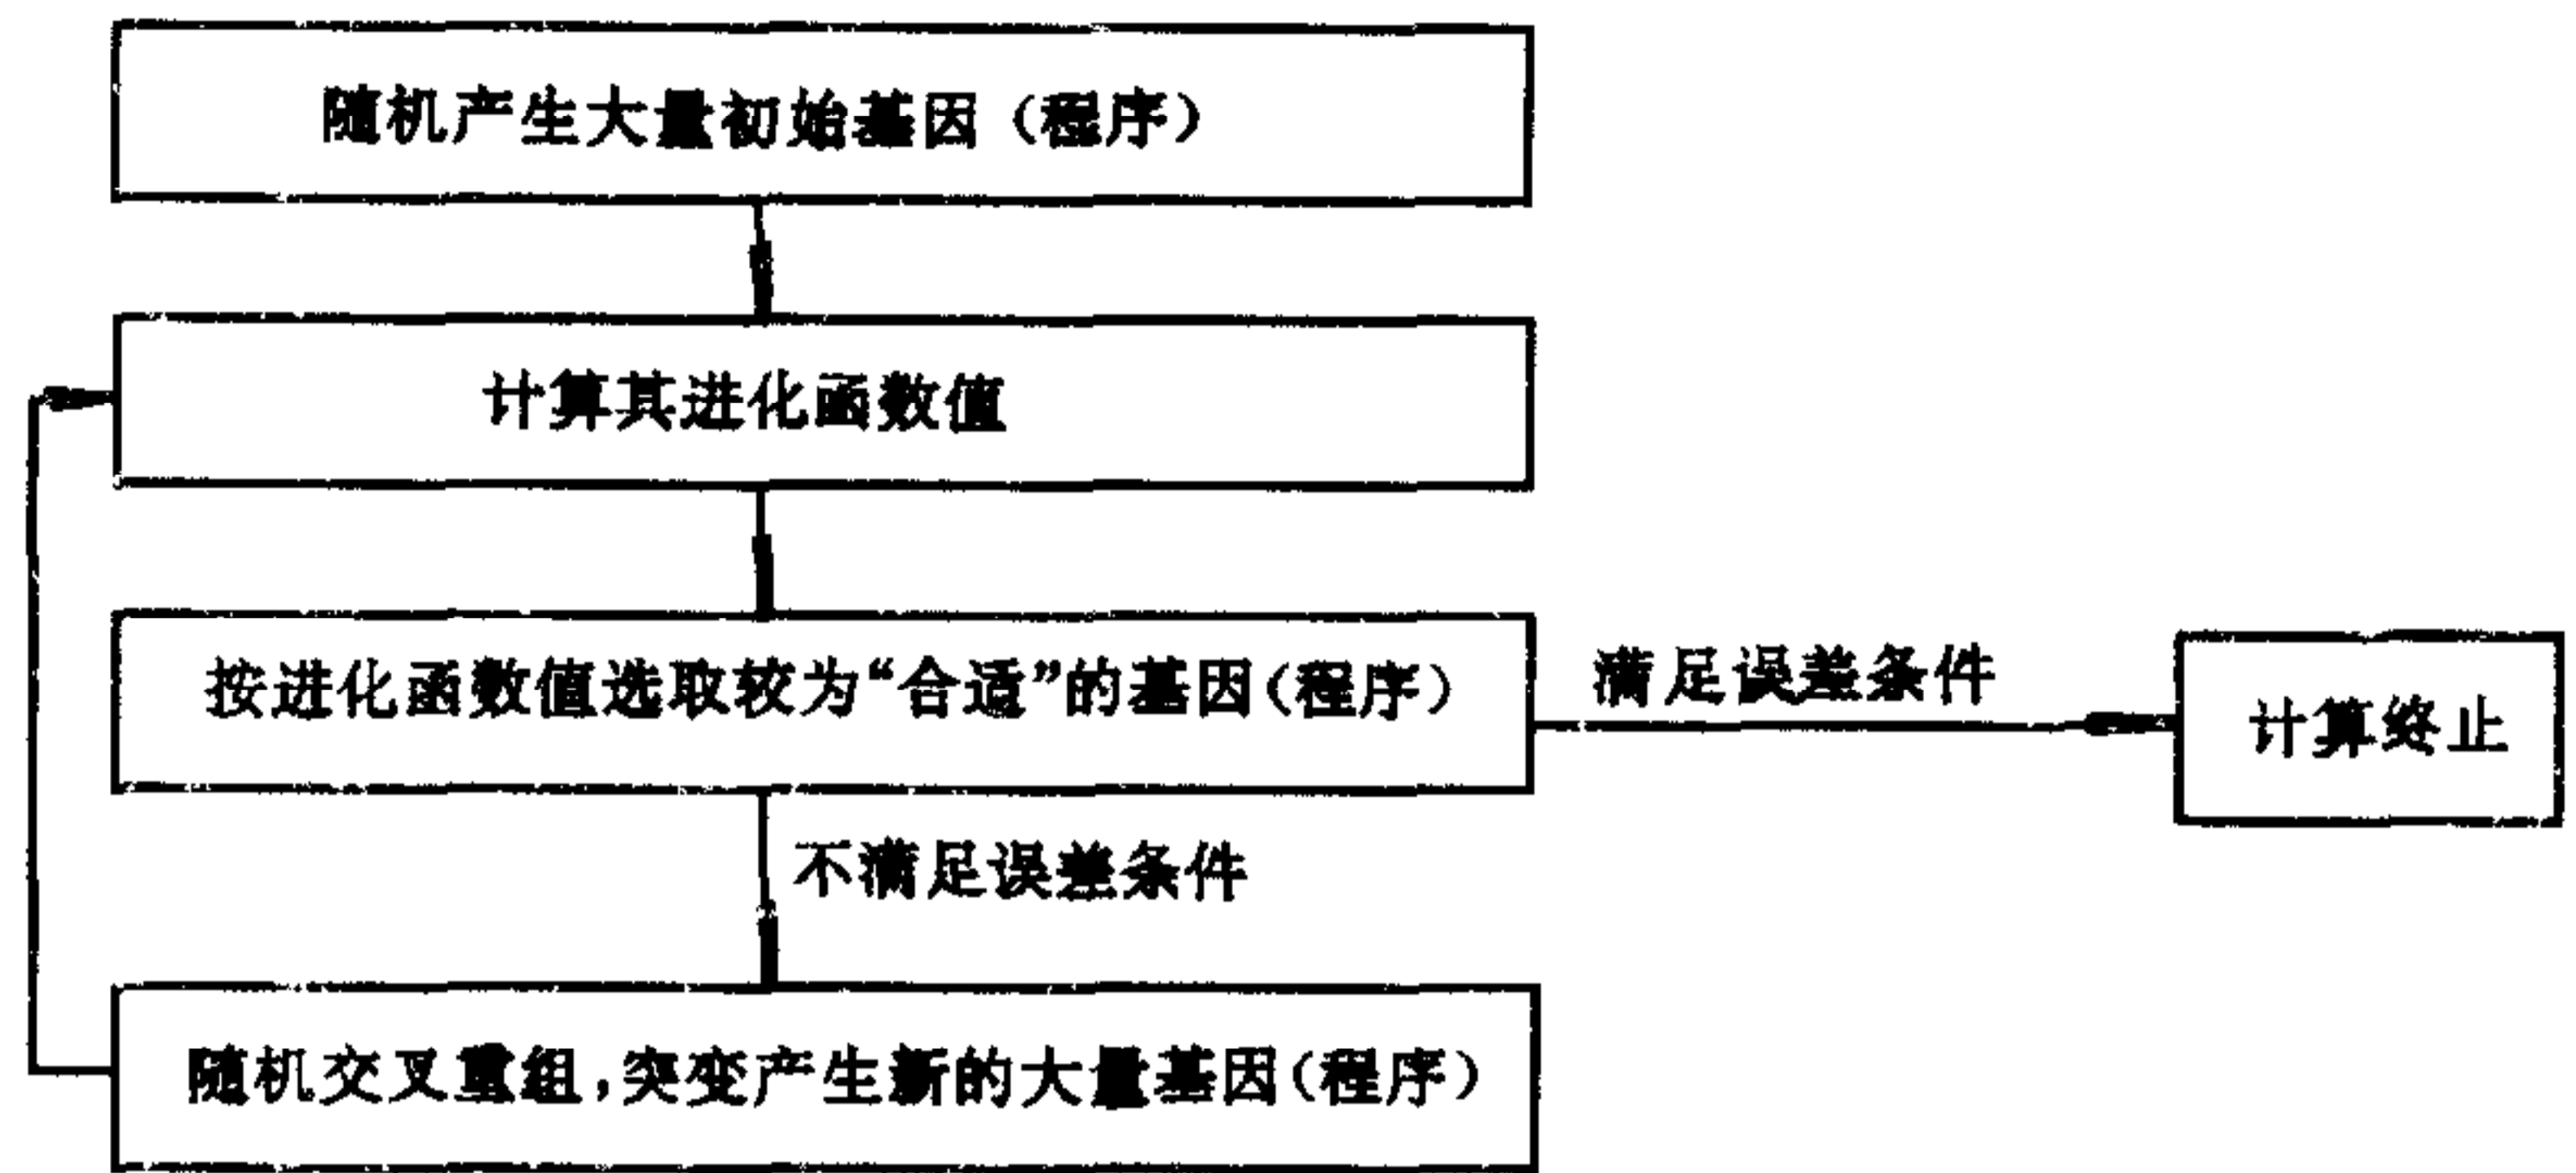 随机产生大量初始基因（程序）
计算其进化函数值
按进化函数值选取较为“合适”的基因(程序)
满足误差条件
计算终止
不满足误差条件
随机交叉重组,突变产生新的大量基因(程序)